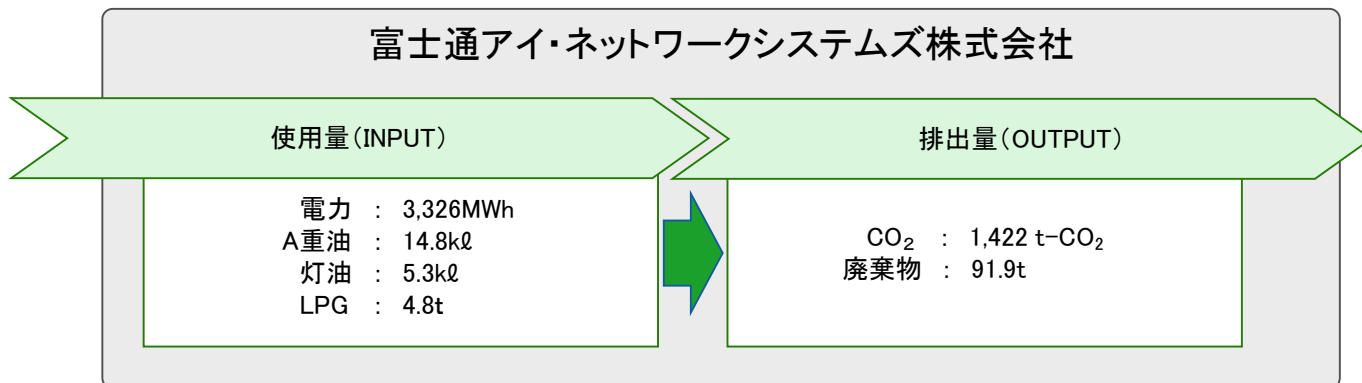 富士通アイ・ネットワークシステムズ株式会社
使用量(INPUT)
排出量(OUTPUT)
電力 : 3,326MWh
A重油 : 14.8kℓ
灯油 : 5.3kℓ
LPG : 4.8t
CO₂ : 1,422 t-CO₂
廃棄物 : 91.9t